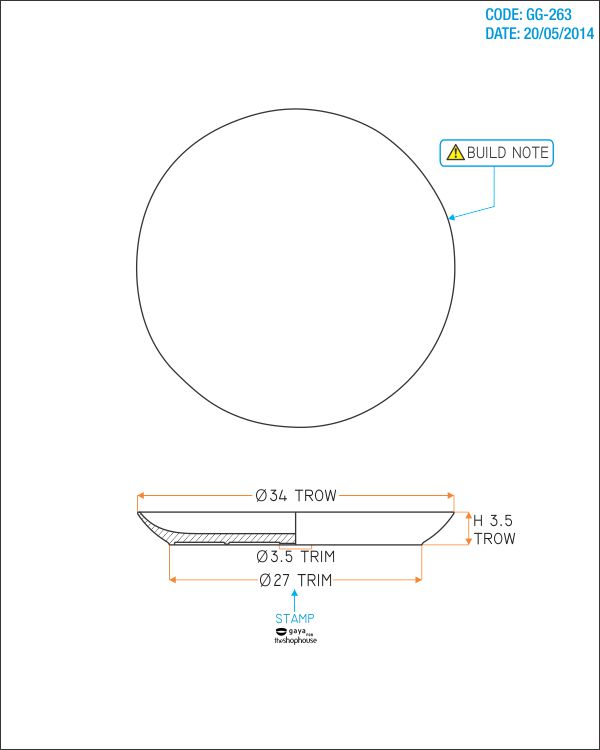 CODE: GG-263
DATE: 20/05/2014
BUILD NOTE
Ø34 TROW
H 3.5
TROW
Ø3.5 TRIM
Ø27 TRIM
STAMP
gaya
theshophouse